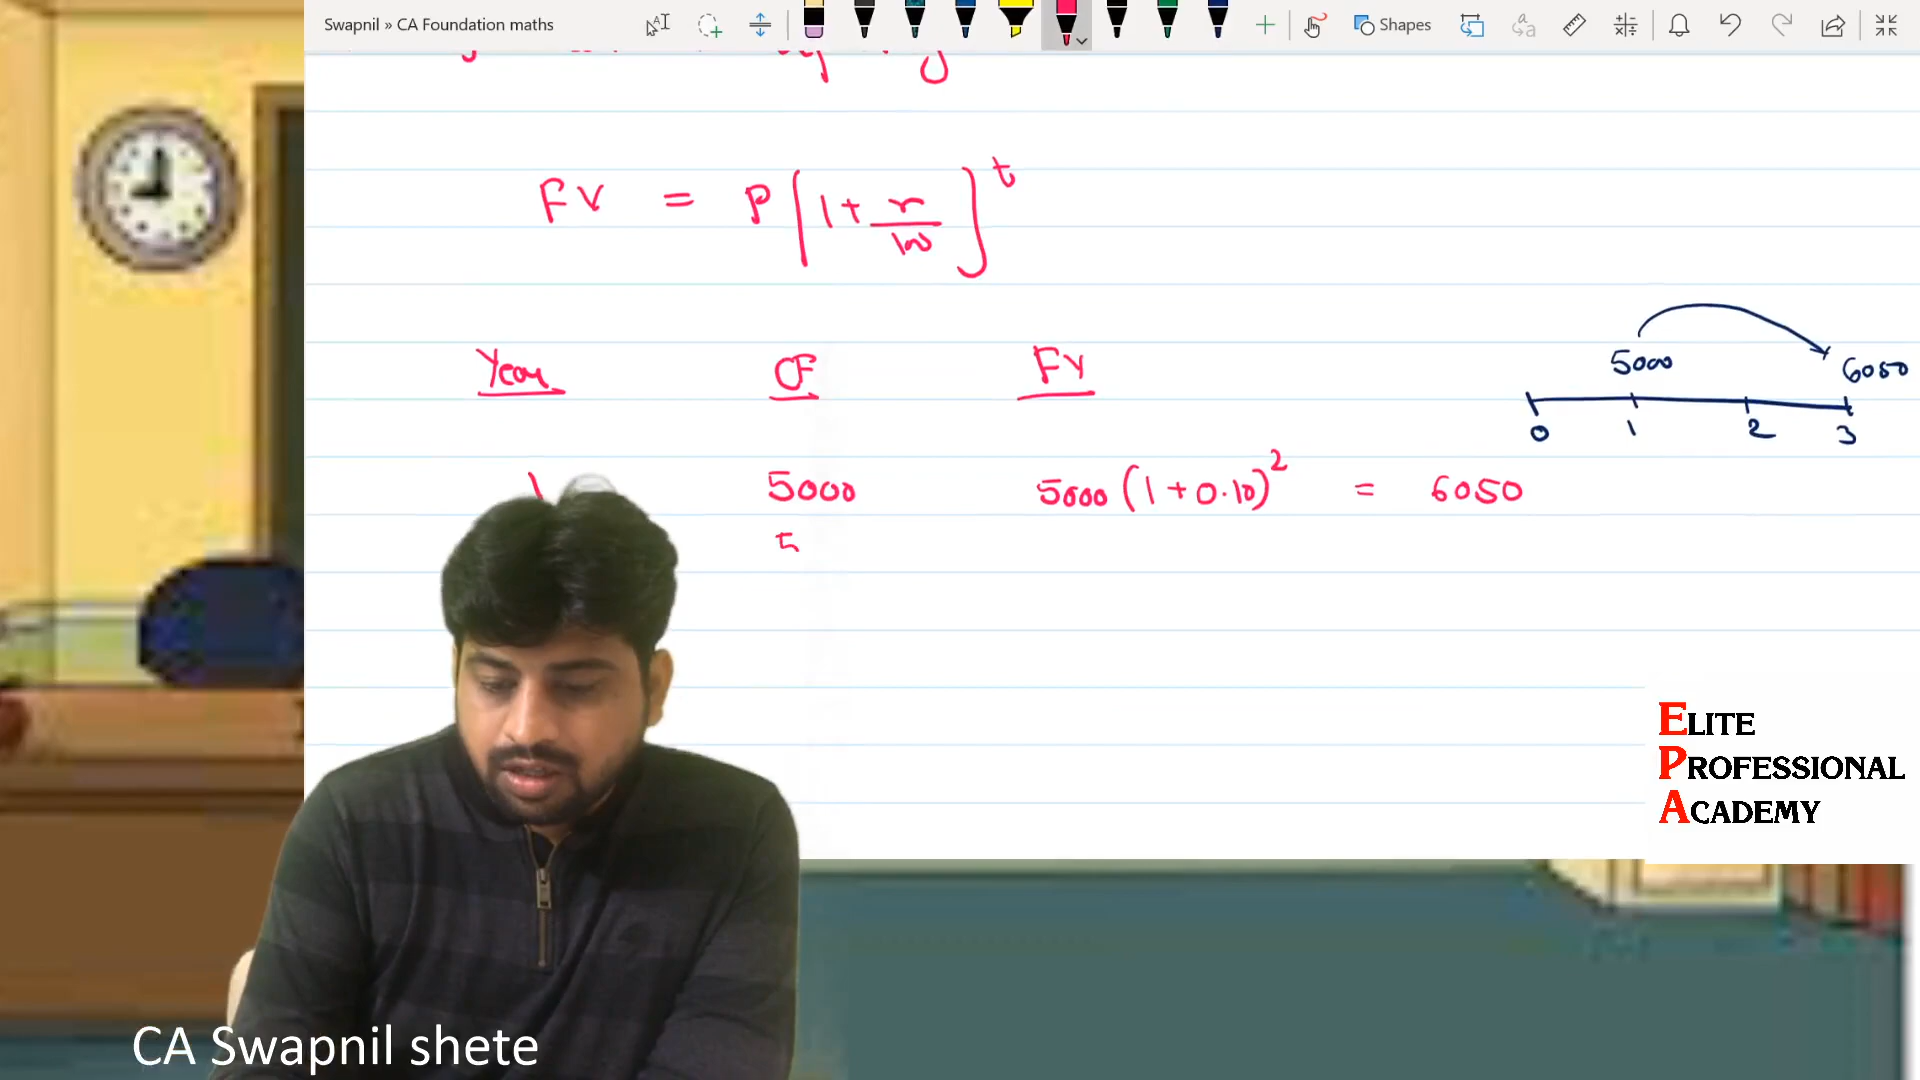 Swapnil » CA Foundation maths
Shapes
FV = P[1 + r/100]^t
Year CF FV
5000 6050
0 1 2 3
1 5000 5000(1+0.10)^2 = 6050
5
ELITE
PROFESSIONAL
ACADEMY
CA Swapnil shete